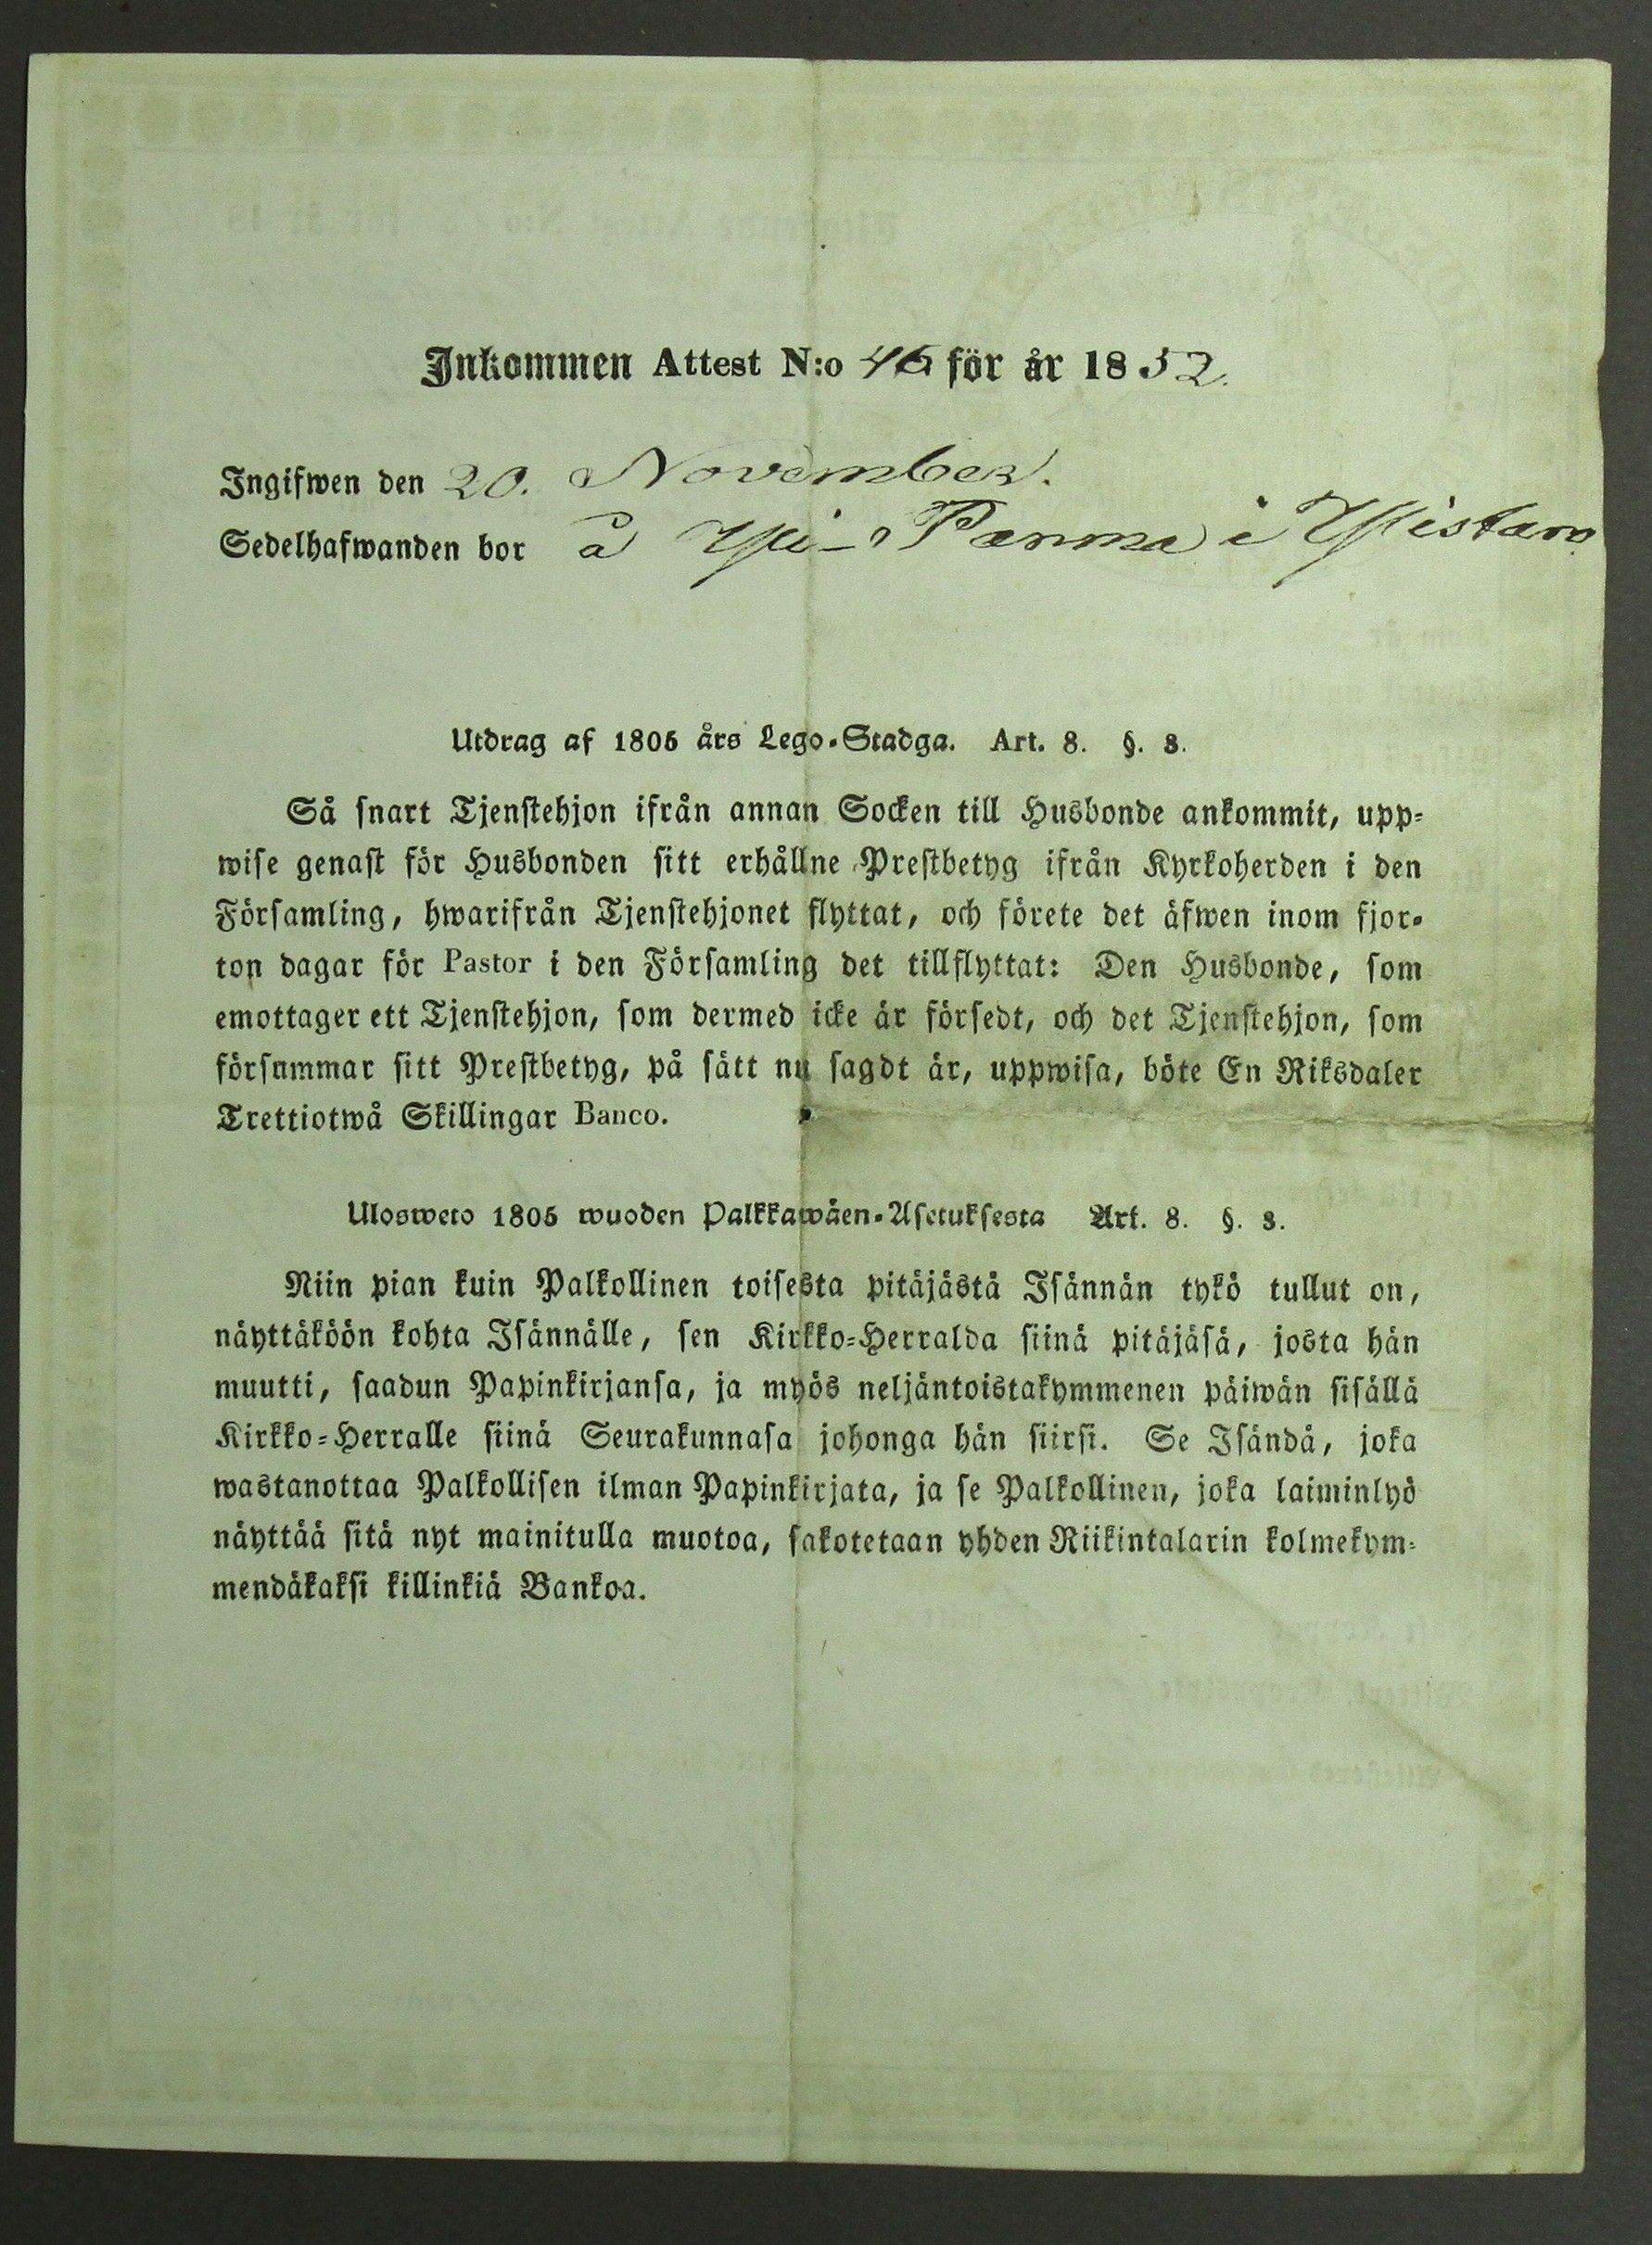 Inkommen Attest N:o 46 för år 1852.
Ingifwen den 20. November.
Sedelhafwanden bor å Yli-Pærma i Ylistaro
Utdrag af 1805 års Lego-Stadga. Art. 8. §. 3.
Så snart Tjenstehjon ifrån annan Socken till Husbonde ankommit, upp-
wise genast för Husbonden sitt erhållne Prestbetyg ifrån Kyrkoherden i den
Församling, hwarifrån Tjenstehjonet flyttat, och förete det äfwen inom fjor-
ton dagar för Pastor i den Församling det tillflyttat: Den Husbonde, som
emottager ett Tjenstehjon, som dermed icke är försedt, och det Tjenstehjon, som
försummar sitt Prestbetyg, på sätt nu sagdt är, uppwisa, böte En Riksdaler
Trettiotwå Skillingar Banco.
Ulosweto 1805 wuoden Palkkawäen-Asetuksesta Art. 8. §. 3.
Niin pian kuin Palkollinen toisesta pitäjästä Isännän tykö tullut on,
näyttäköön kohta Isännälle, sen Kirkko-Herralda siinä pitäjäsä, josta hän
muutti, saadun Papinkirjansa, ja myös neljäntoistakymmenen päiwän sisällä
Kirkko-Herralle siinä Seurakunnasa johonga hän siirsi. Se Isändä, joka
wastanottaa Palkollisen ilman Papinkirjata, ja se Palkollinen, joka laiminlyö
näyttää sitä nyt mainitulla muotoa, sakotetaan yhden Riikintalarin kolmekym-
mendäkaksi killinkiä Bankoa.